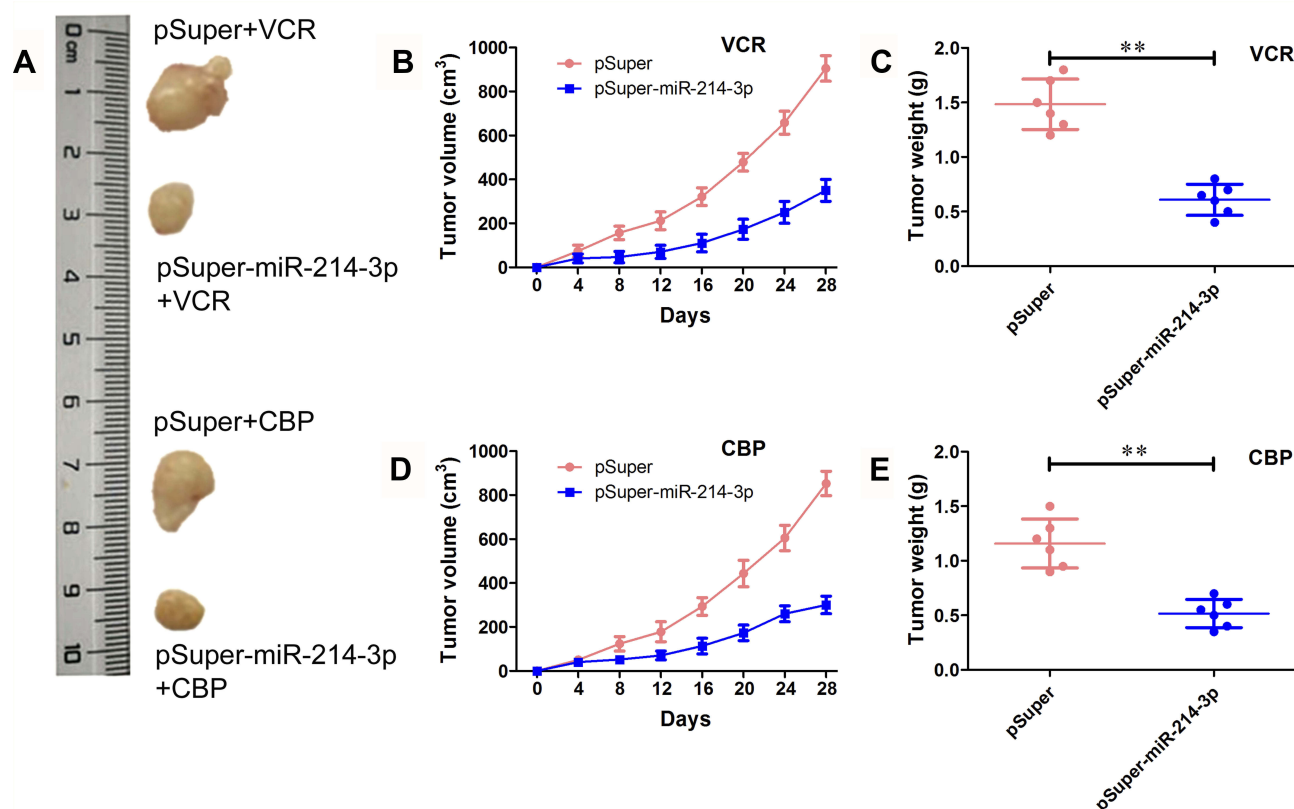 A
0 cm
1
2
3
4
5
6
7
8
9
10
pSuper+VCR
pSuper-miR-214-3p
+VCR
pSuper+CBP
pSuper-miR-214-3p
+CBP
B
VCR
pSuper
pSuper-miR-214-3p
Tumor volume (cm³)
1000
800
600
400
200
0
0 4 8 12 16 20 24 28
Days
C
VCR
**
Tumor weight (g)
2.0
1.5
1.0
0.5
0.0
pSuper
pSuper-miR-214-3p
D
CBP
pSuper
pSuper-miR-214-3p
Tumor volume (cm³)
1000
800
600
400
200
0
0 4 8 12 16 20 24 28
Days
E
CBP
**
Tumor weight (g)
2.0
1.5
1.0
0.5
0.0
pSuper
pSuper-miR-214-3p